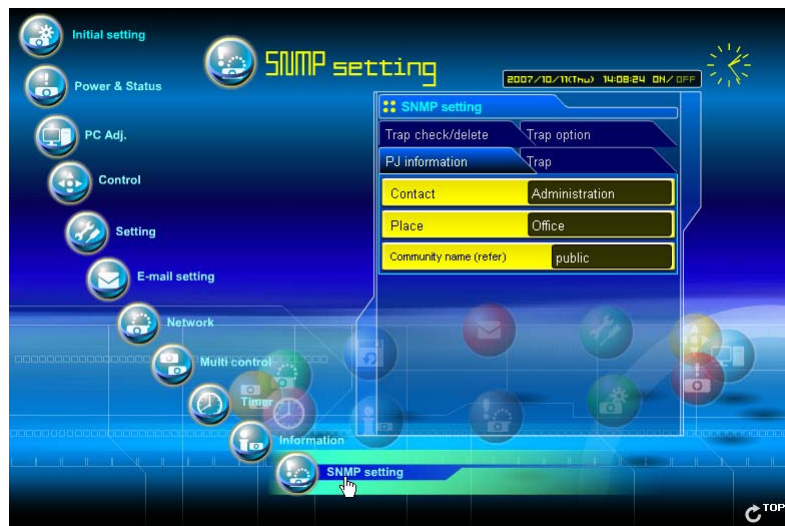 Initial setting
Power & Status
PC Adj.
Control
Setting
E-mail setting
Network
Multi control
Timer
Information
SNMP setting
SNMP setting
2007/10/11(Thu) 14:08:24 ON/OFF
SNMP setting
Trap check/delete Trap option
PJ information Trap
Contact Administration
Place Office
Community name (refer) public
TOP